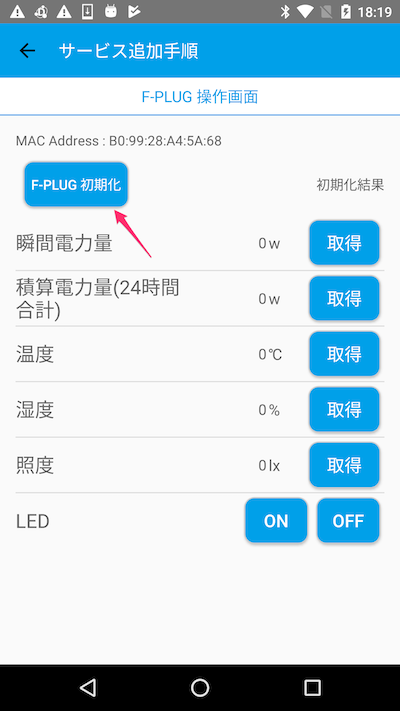 18:19
サービス追加手順
F-PLUG 操作画面
MAC Address : B0:99:28:A4:5A:68
F-PLUG 初期化
初期化結果
瞬間電力量 0 w 取得
積算電力量(24時間
合計) 0 w 取得
温度 0 ℃ 取得
湿度 0 % 取得
照度 0 lx 取得
LED ON OFF